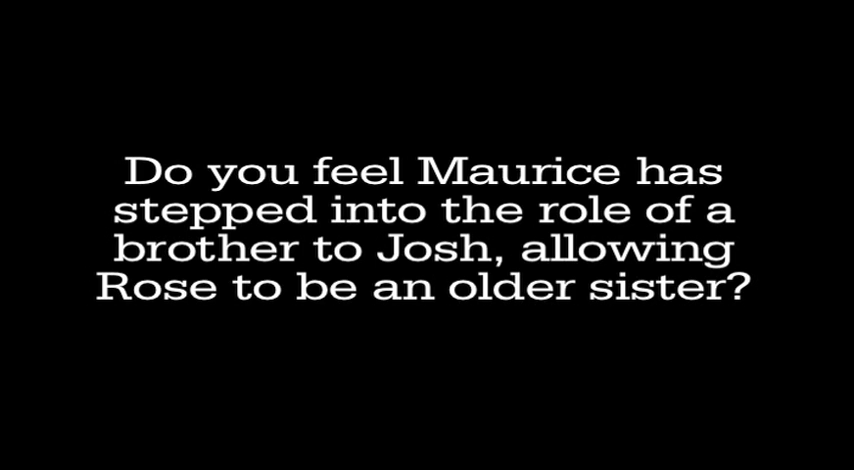 Do you feel Maurice has
stepped into the role of a
brother to Josh, allowing
Rose to be an older sister?